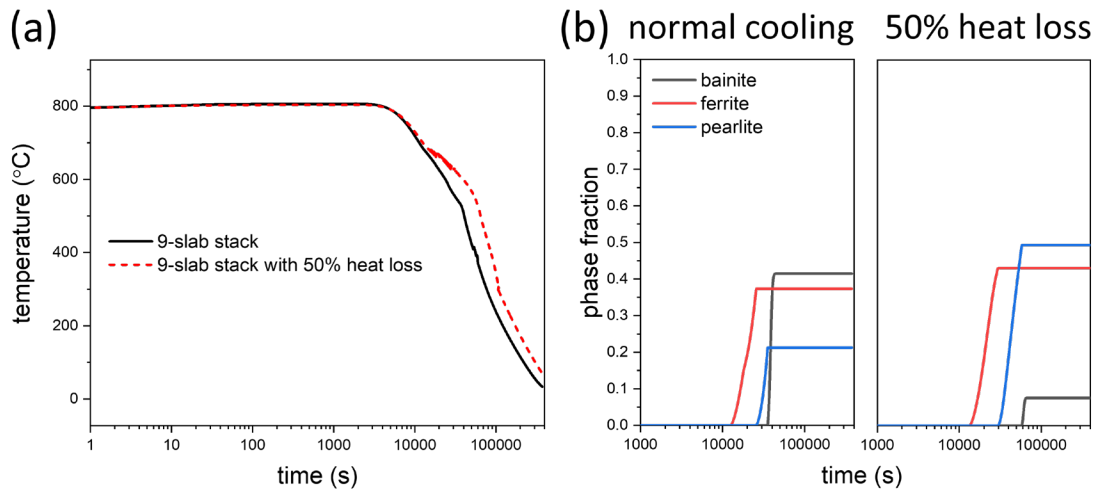 (a)
temperature (°C)
800
600
400
200
0
9-slab stack
9-slab stack with 50% heat loss
1
10
100
1000
10000
100000
time (s)
(b) normal cooling 50% heat loss
phase fraction
1.0
0.9
0.8
0.7
0.6
0.5
0.4
0.3
0.2
0.1
0.0
bainite
ferrite
pearlite
1000
10000
100000
time (s)
1000
10000
100000
time (s)